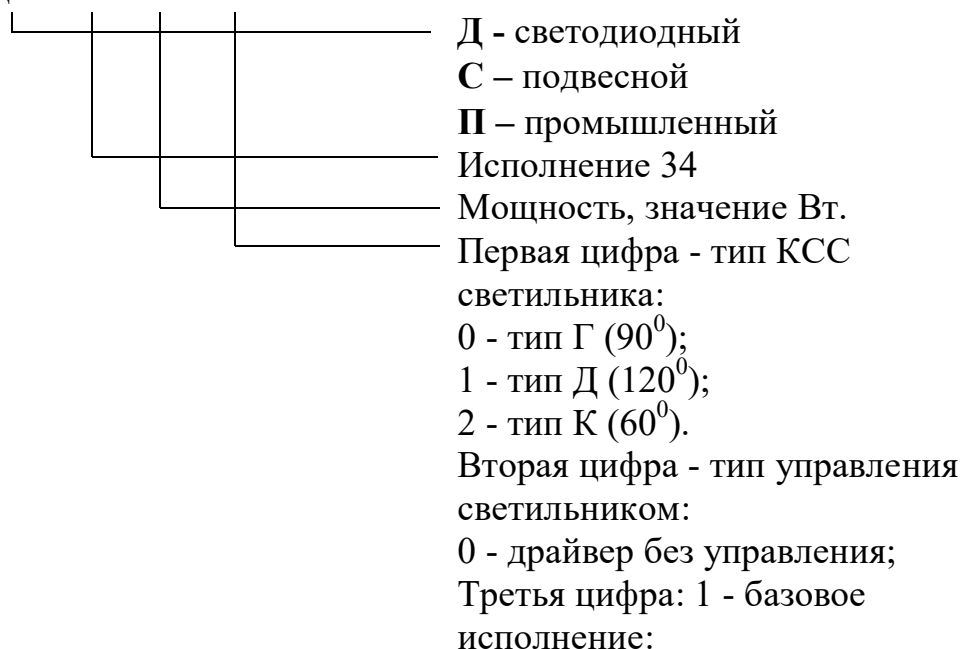 Д - светодиодный
С – подвесной
П – промышленный
Исполнение 34
Мощность, значение Вт.
Первая цифра - тип КСС
светильника:
0 - тип Г (90⁰);
1 - тип Д (120⁰);
2 - тип К (60⁰).
Вторая цифра - тип управления
светильником:
0 - драйвер без управления;
Третья цифра: 1 - базовое
исполнение: